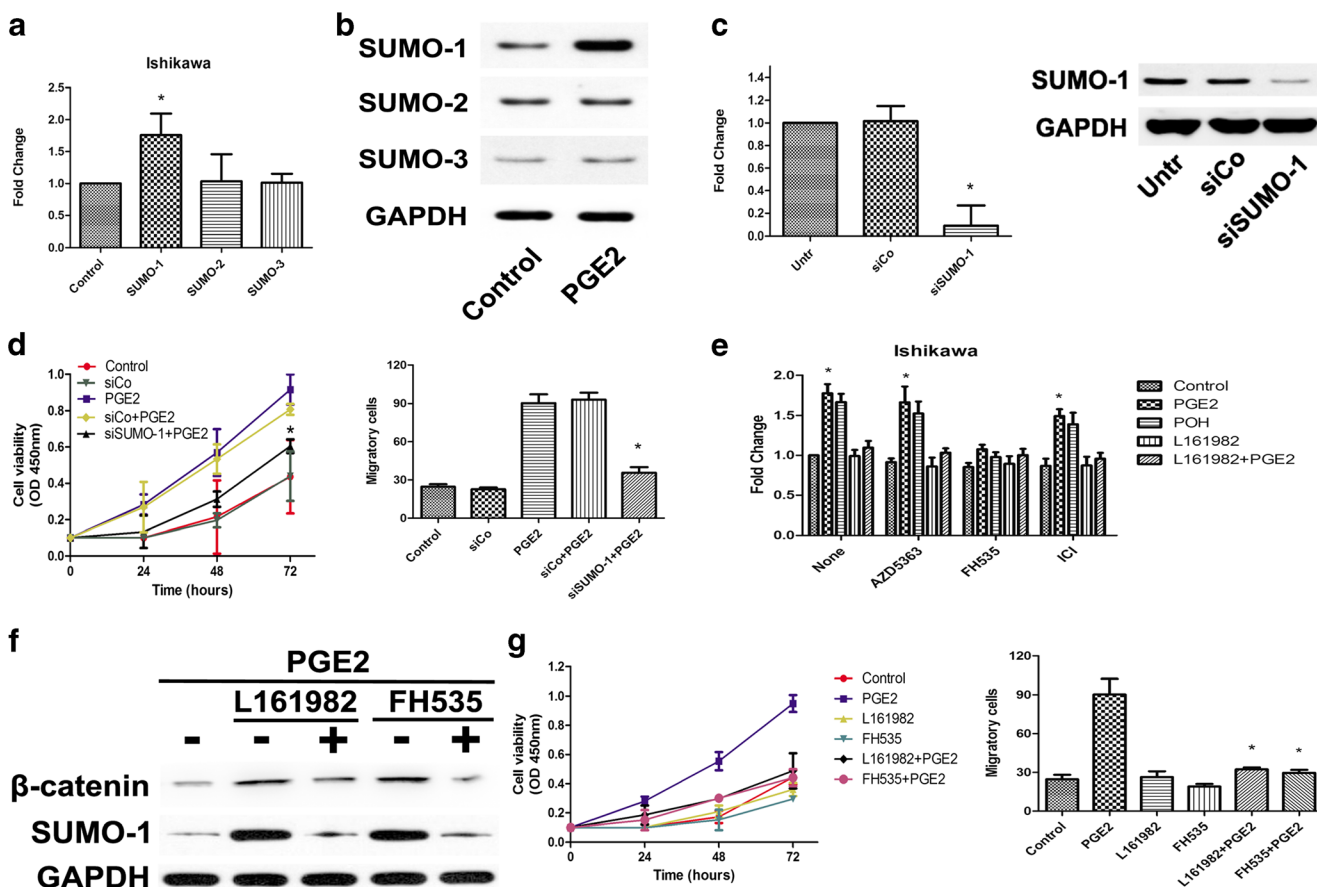 a
Ishikawa
Fold Change
2.5
2.0
1.5
1.0
0.5
0.0
Control
SUMO-1
SUMO-2
SUMO-3
*
b
SUMO-1
SUMO-2
SUMO-3
GAPDH
Control
PGE2
c
Fold Change
1.4
1.2
1.0
0.8
0.6
0.4
0.2
0.0
*
Untr
siCo
siSUMO-1
SUMO-1
GAPDH
Untr
siCo
siSUMO-1
d
Control
siCo
PGE2
siCo+PGE2
siSUMO-1+PGE2
Cell viability
(OD 450nm)
1.0
0.8
0.6
0.4
0.2
0.0
*
0
24
48
72
Time (hours)
Migratory cells
120
90
60
30
0
*
Control
siCo
PGE2
siCo+PGE2
siSUMO-1+PGE2
e
Ishikawa
Fold Change
2.0
1.5
1.0
0.5
0.0
*
*
*
None
AZD5363
FH535
ICI
Control
PGE2
POH
L161982
L161982+PGE2
f
PGE2
L161982 FH535
- - + - +
β-catenin
SUMO-1
GAPDH
g
Cell viability
(OD 450nm)
1.2
1.0
0.8
0.6
0.4
0.2
0.0
0
24
48
72
Time (hours)
Control
PGE2
L161982
FH535
L161982+PGE2
FH535+PGE2
Migratory cells
120
90
60
30
0
*
*
Control
PGE2
L161982
FH535
L161982+PGE2
FH535+PGE2